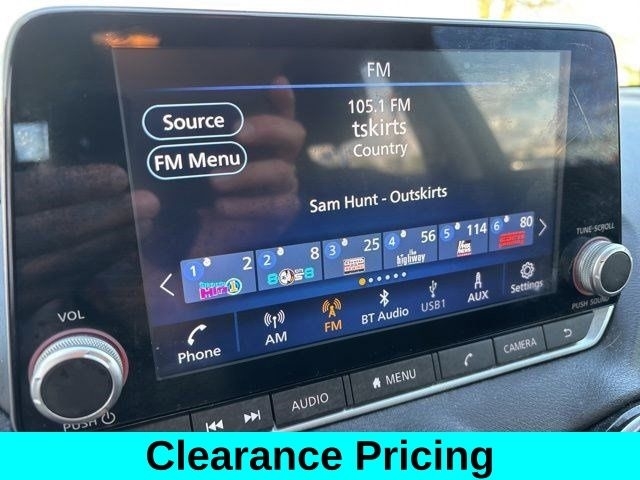 FM
105.1 FM
tskirts
Country
Source
FM Menu
Sam Hunt - Outskirts
1 2
2 8
3 25
4 56
5 114
6 80
the highway
Phone
AM
FM
BT Audio
USB1
AUX
Settings
VOL
PUSH
TUNE·SCROLL
PUSH SOUND
AUDIO
MENU
CAMERA
Clearance Pricing